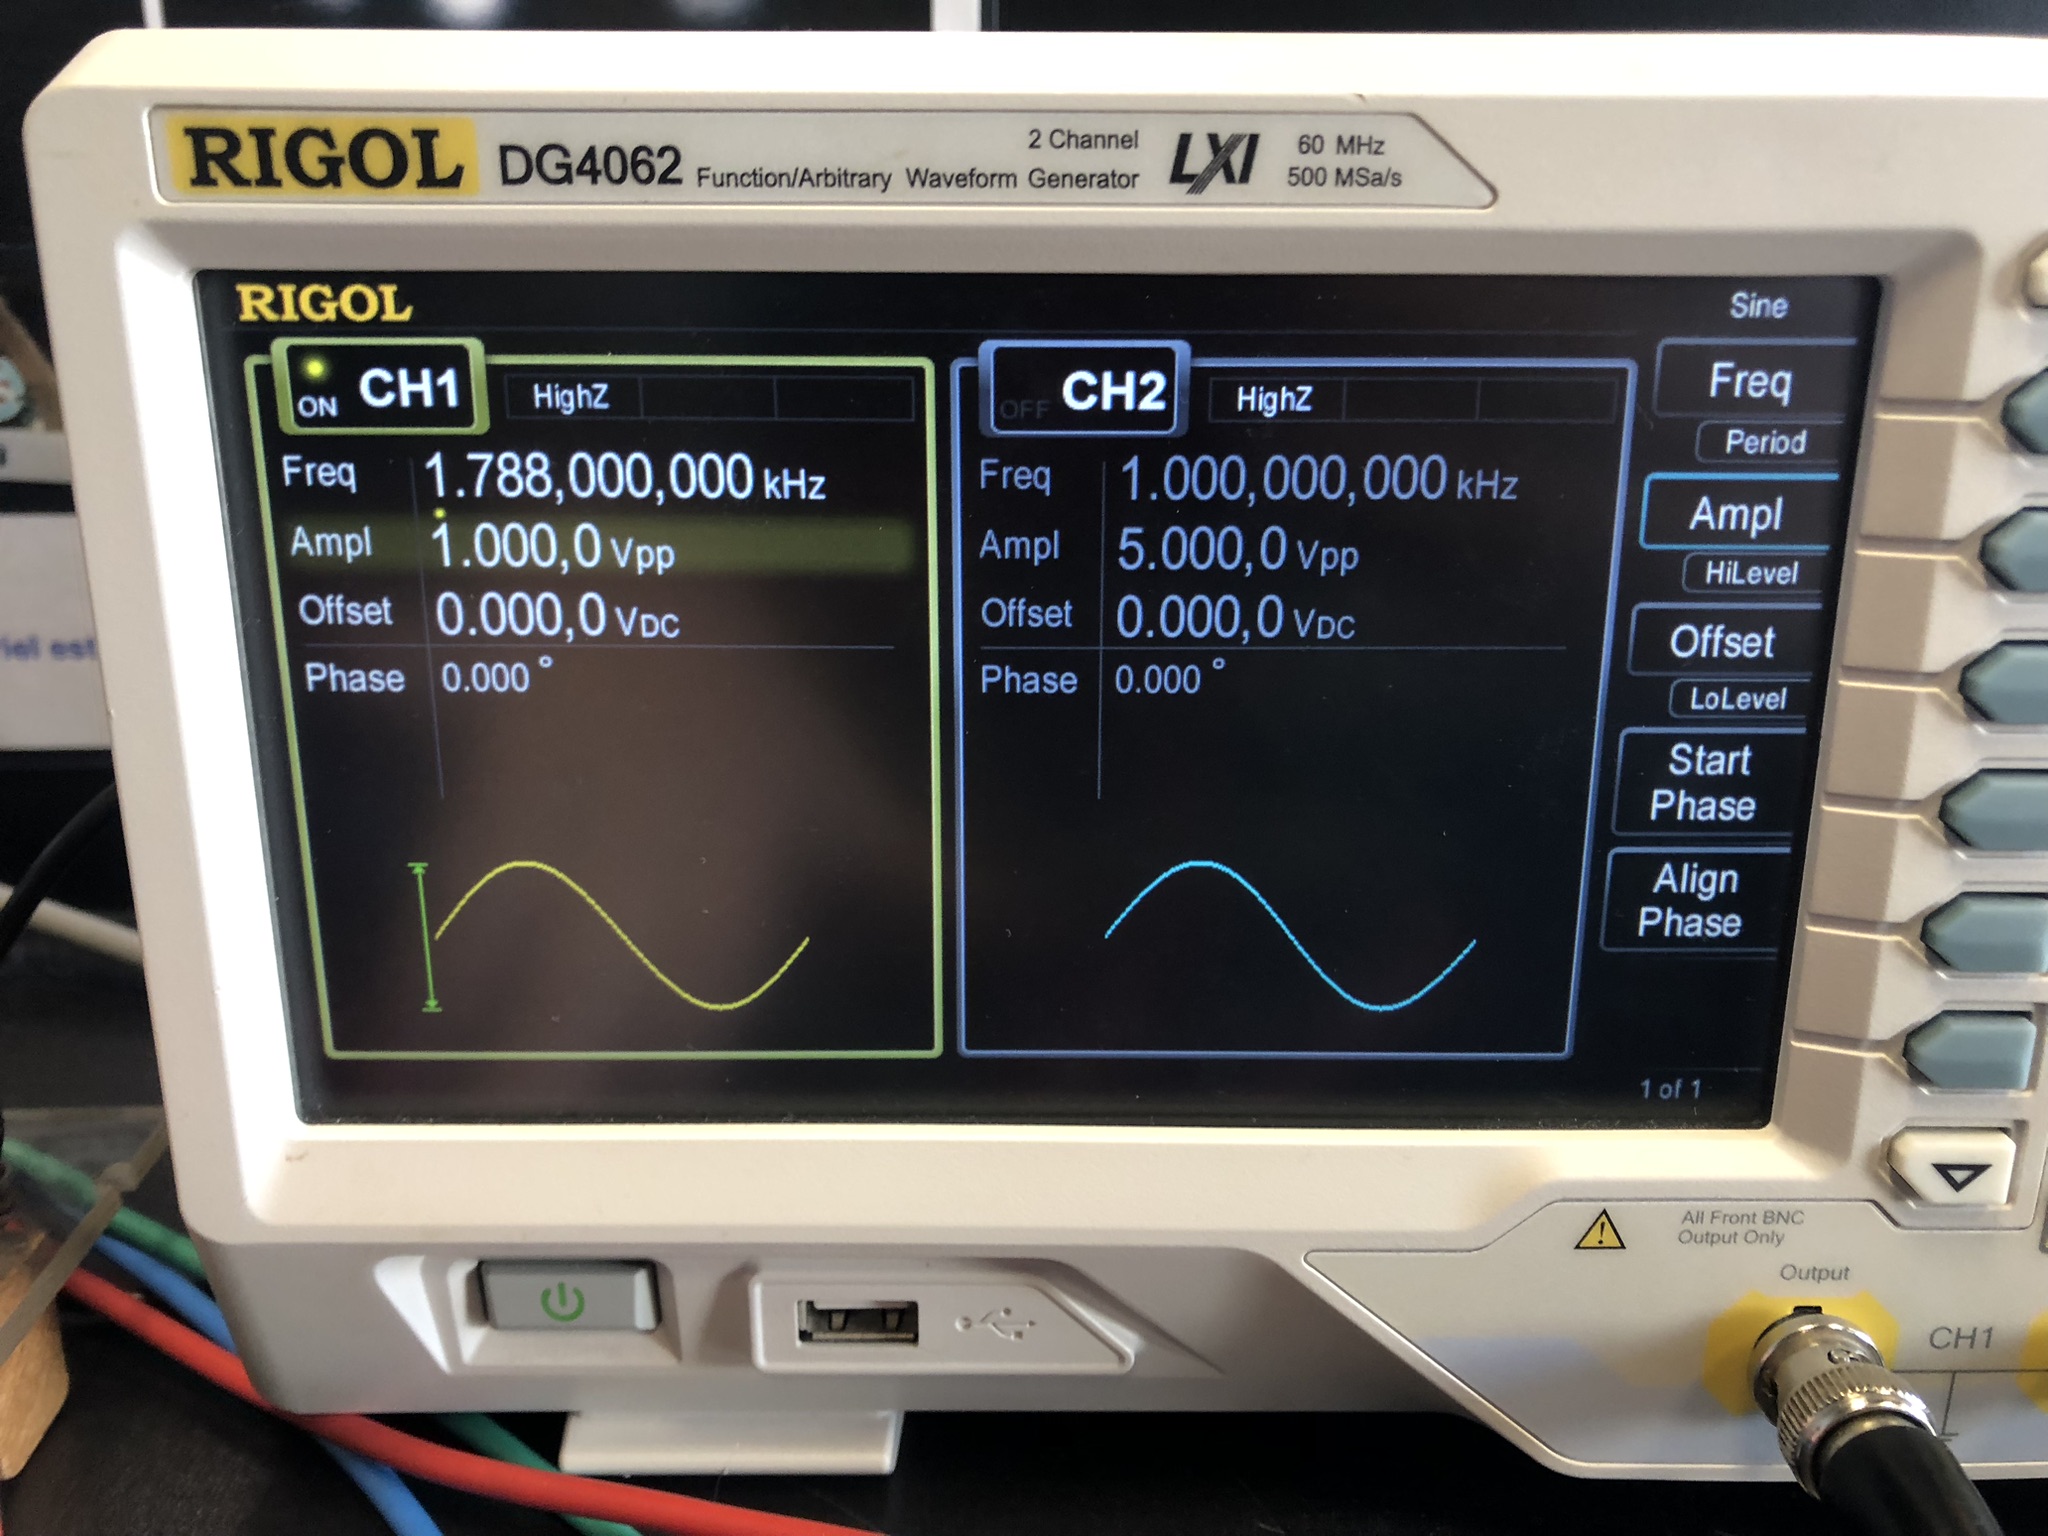 RIGOL DG4062 2 Channel
Function/Arbitrary Waveform Generator
LXI
60 MHz
500 MSa/s
RIGOL
Sine
ON CH1 HighZ
Freq 1.788,000,000 kHz
Ampl 1.000,0 Vpp
Offset 0.000,0 VDC
Phase 0.000 °
OFF CH2 HighZ
Freq 1.000,000,000 kHz
Ampl 5.000,0 Vpp
Offset 0.000,0 VDC
Phase 0.000 °
Freq
Period
Ampl
HiLevel
Offset
LoLevel
Start
Phase
Align
Phase
1 of 1
All Front BNC
Output Only
Output
CH1
est